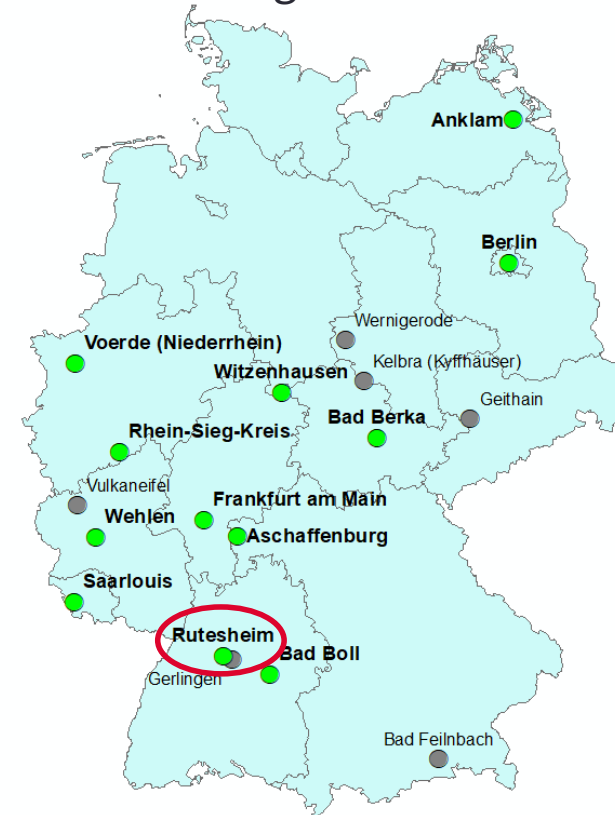 g
Anklam
Berlin
Wernigerode
Voerde (Niederrhein)
Kelbra (Kyffhäuser)
Witzenhausen
Geithain
Bad Berka
Rhein-Sieg-Kreis
Vulkaneifel
Frankfurt am Main
Wehlen
Aschaffenburg
Saarlouis
Rutesheim
Bad Boll
Gerlingen
Bad Feilnbach